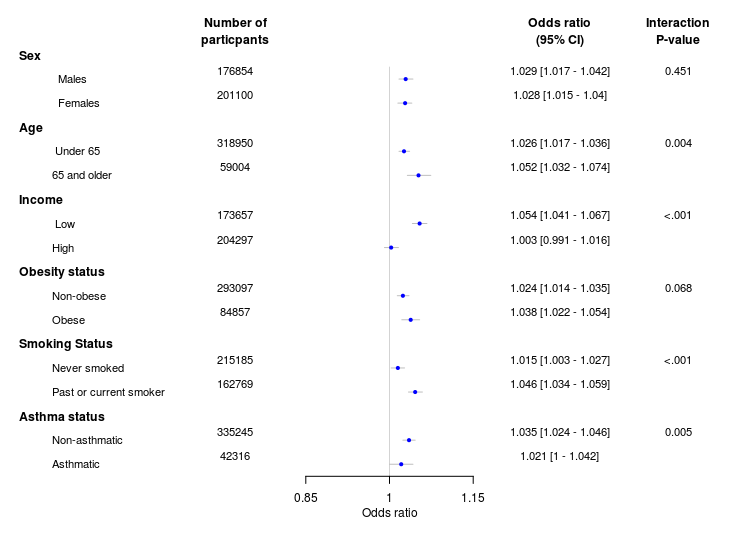 Number of Odds ratio Interaction
particpants (95% CI) P-value
Sex
Males 176854 1.029 [1.017 - 1.042] 0.451
Females 201100 1.028 [1.015 - 1.04]
Age
Under 65 318950 1.026 [1.017 - 1.036] 0.004
65 and older 59004 1.052 [1.032 - 1.074]
Income
Low 173657 1.054 [1.041 - 1.067] <.001
High 204297 1.003 [0.991 - 1.016]
Obesity status
Non-obese 293097 1.024 [1.014 - 1.035] 0.068
Obese 84857 1.038 [1.022 - 1.054]
Smoking Status
Never smoked 215185 1.015 [1.003 - 1.027] <.001
Past or current smoker 162769 1.046 [1.034 - 1.059]
Asthma status
Non-asthmatic 335245 1.035 [1.024 - 1.046] 0.005
Asthmatic 42316 1.021 [1 - 1.042]
0.85 1 1.15
Odds ratio